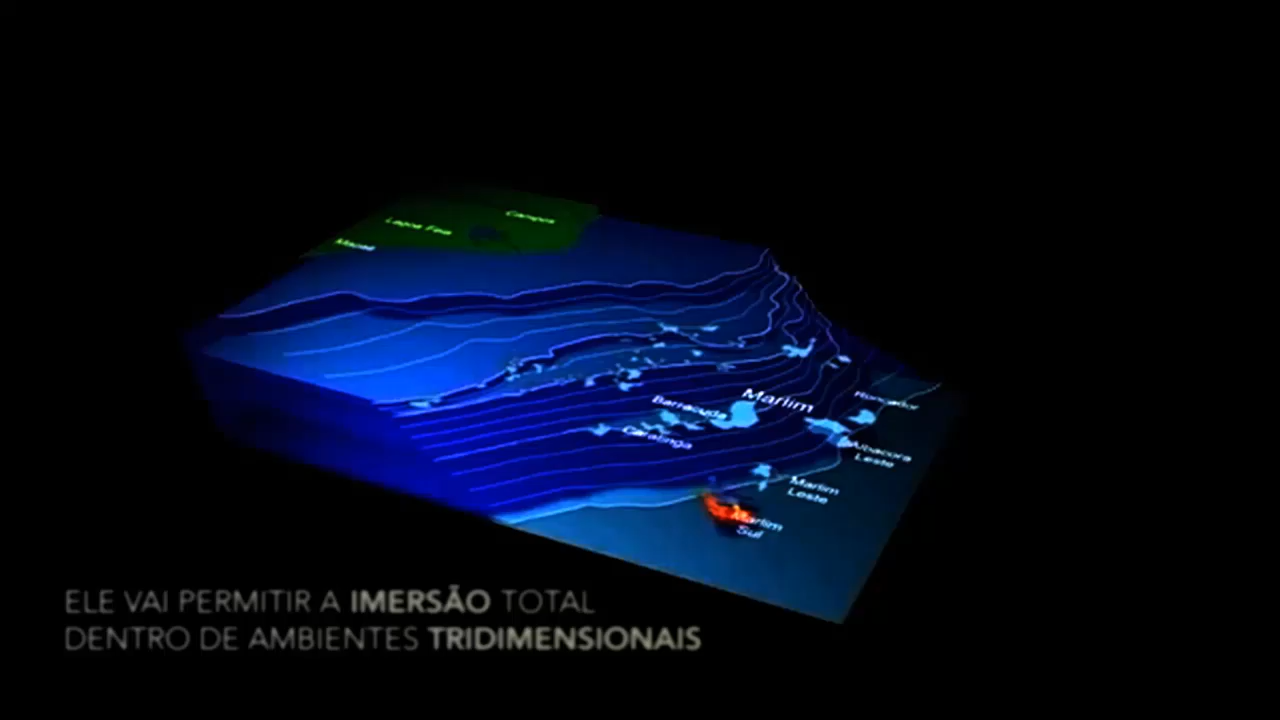 Campos
Lagoa Feia
Macaé
Marlim
Roncador
Barracuda
Caratinga
Albacora
Leste
Marlim
Leste
Marlim
Sul
ELE VAI PERMITIR A IMERSÃO TOTAL
DENTRO DE AMBIENTES TRIDIMENSIONAIS